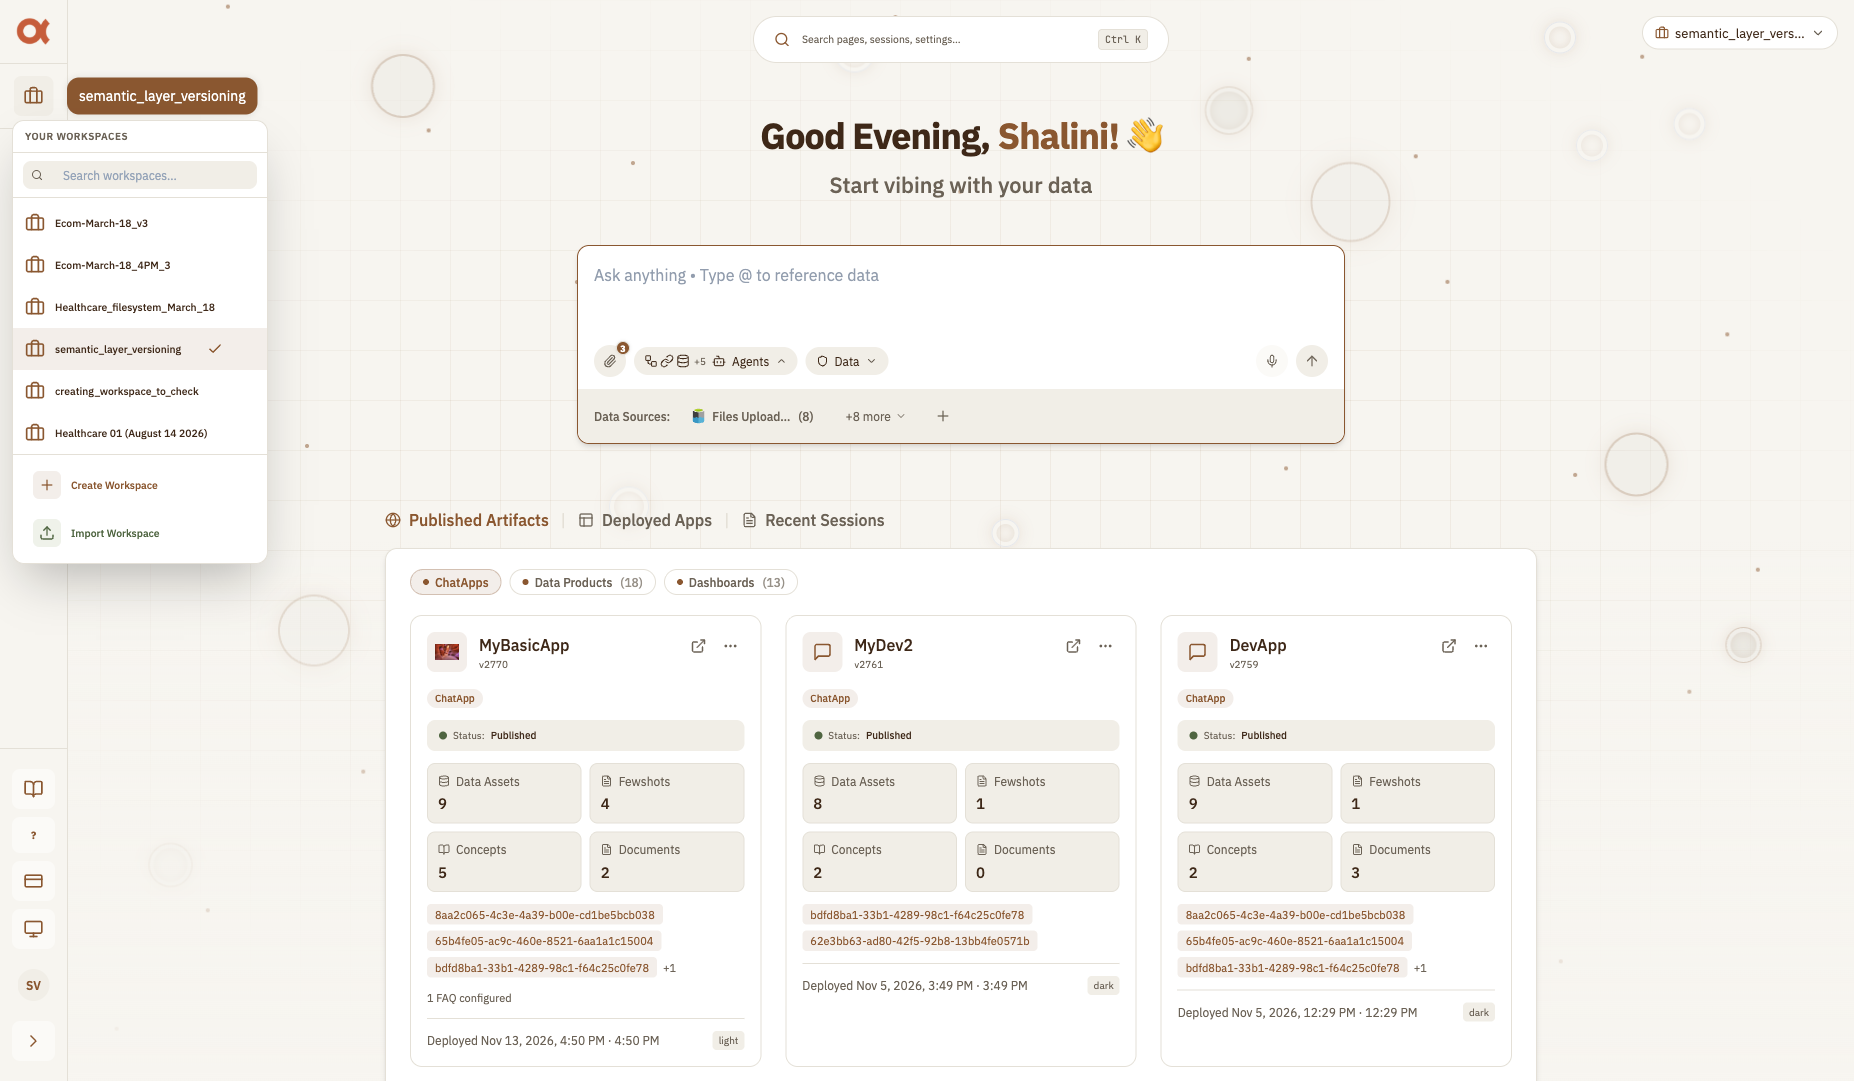 Search pages, sessions, settings...
Ctrl K
semantic_layer_vers...
semantic_layer_versioning
YOUR WORKSPACES
Search workspaces...
Ecom-March-18_v3
Ecom-March-18_4PM_3
Healthcare_filesystem_March_18
semantic_layer_versioning
creating_workspace_to_check
Healthcare 01 (August 14 2026)
Create Workspace
Import Workspace
?
SV
Good Evening, Shalini! 👋
Start vibing with your data
Ask anything • Type @ to reference data
3
+5
Agents
Data
Data Sources:
Files Upload... (8)
+8 more
Published Artifacts
Deployed Apps
Recent Sessions
ChatApps
Data Products (18)
Dashboards (13)
MyBasicApp
v2770
ChatApp
Status: Published
Data Assets
9
Fewshots
4
Concepts
5
Documents
2
8aa2c065-4c3e-4a39-b00e-cd1be5bcb038
65b4fe05-ac9c-460e-8521-6aa1a1c15004
bdfd8ba1-33b1-4289-98c1-f64c25c0fe78 +1
1 FAQ configured
Deployed Nov 13, 2026, 4:50 PM · 4:50 PM
light
MyDev2
v2761
ChatApp
Status: Published
Data Assets
8
Fewshots
1
Concepts
2
Documents
0
bdfd8ba1-33b1-4289-98c1-f64c25c0fe78
62e3bb63-ad80-42f5-92b8-13bb4fe0571b
Deployed Nov 5, 2026, 3:49 PM · 3:49 PM
dark
DevApp
v2759
ChatApp
Status: Published
Data Assets
9
Fewshots
1
Concepts
2
Documents
3
8aa2c065-4c3e-4a39-b00e-cd1be5bcb038
65b4fe05-ac9c-460e-8521-6aa1a1c15004
bdfd8ba1-33b1-4289-98c1-f64c25c0fe78 +1
Deployed Nov 5, 2026, 12:29 PM · 12:29 PM
dark